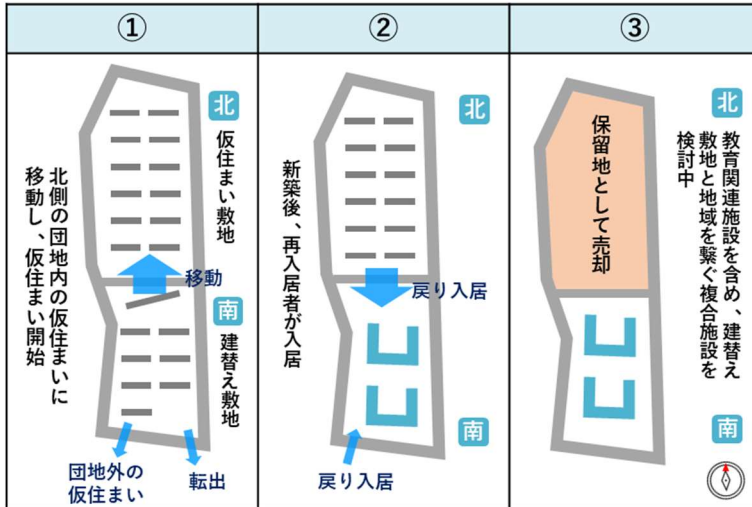 ①
②
③
北
仮住まい敷地
北側の団地内の仮住まいに
移動し、仮住まい開始
移動
南
建替え敷地
団地外の
仮住まい
転出
北
新築後、再入居者が入居
戻り入居
南
戻り入居
北
保留地として売却
教育関連施設を含め、建替え
敷地と地域を繋ぐ複合施設を
検討中
南